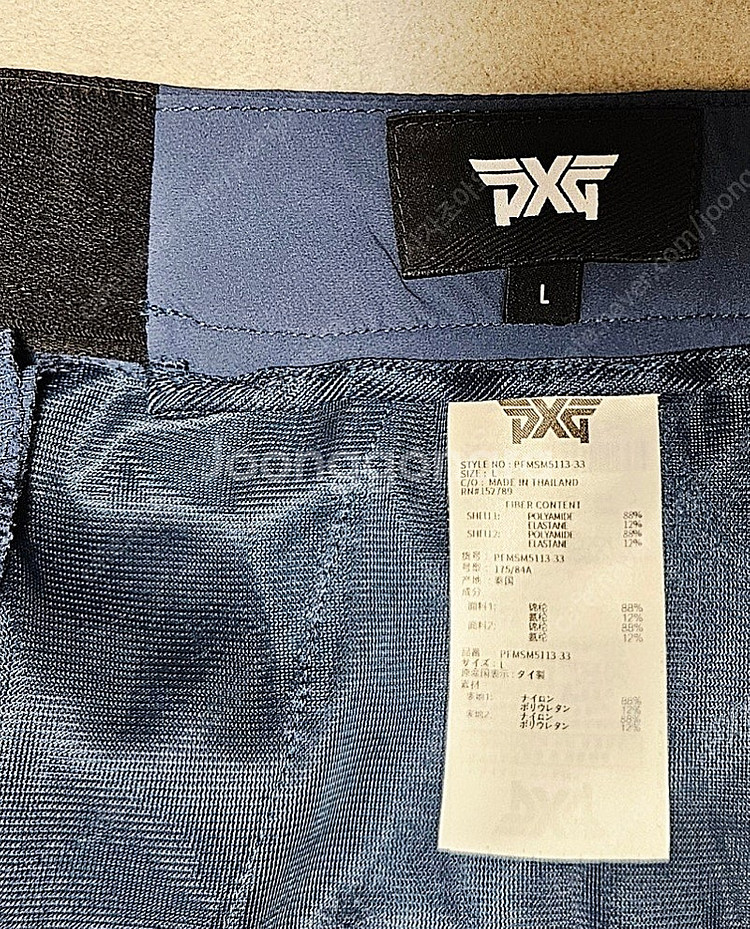 PXG
L
PXG
STYLE NO : PFMSM5113-33
SIZE : L
C/O : MADE IN THAILAND
RN#152789
FIBER CONTENT
SHELL1: POLYAMIDE 88%
ELASTANE 12%
SHELL2: POLYAMIDE 88%
ELASTANE 12%
货号 : PFMSM5113-33
号型 : 175/84A
产地 : 泰国
成分
面料1: 锦纶 88%
氨纶 12%
面料2: 锦纶 88%
氨纶 12%
品番 PFMSM5113-33
サイズ : L
原産国表示 : タイ製
素材
表地1: ナイロン 88%
ポリウレタン 12%
表地2: ナイロン 88%
ポリウレタン 12%